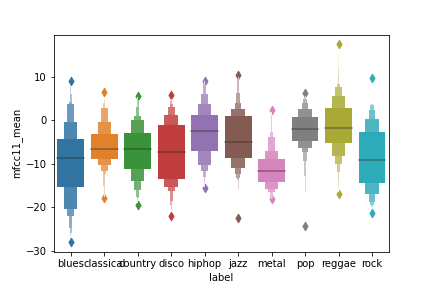 10
0
−10
−20
−30
mfcc11_mean
blues classical country disco hiphop jazz metal pop reggae rock
label